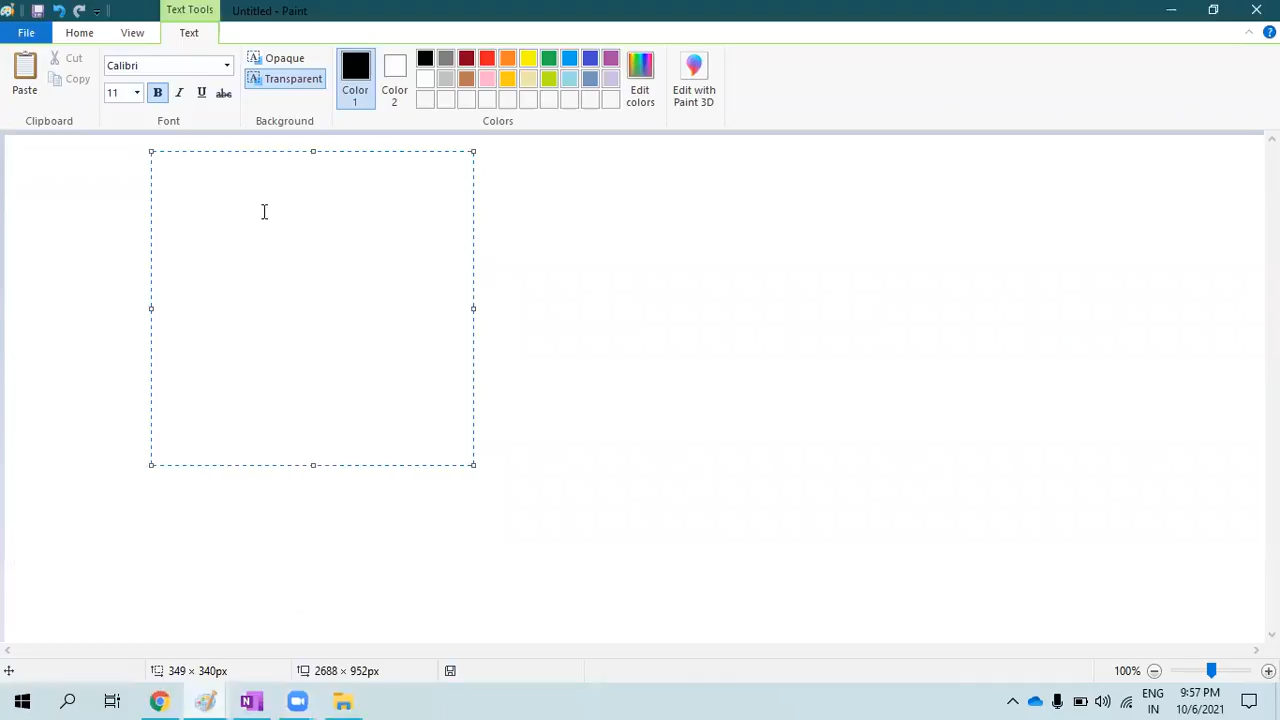 Text Tools
Untitled - Paint
File
Home
View
Text
Paste
Cut
Copy
Clipboard
Calibri
11
B
I
U
abc
Font
A Opaque
A Transparent
Background
Color 1
Color 2
Edit colors
Colors
Edit with Paint 3D
349 × 340px
2688 × 952px
100%
ENG
IN
9:57 PM
10/6/2021